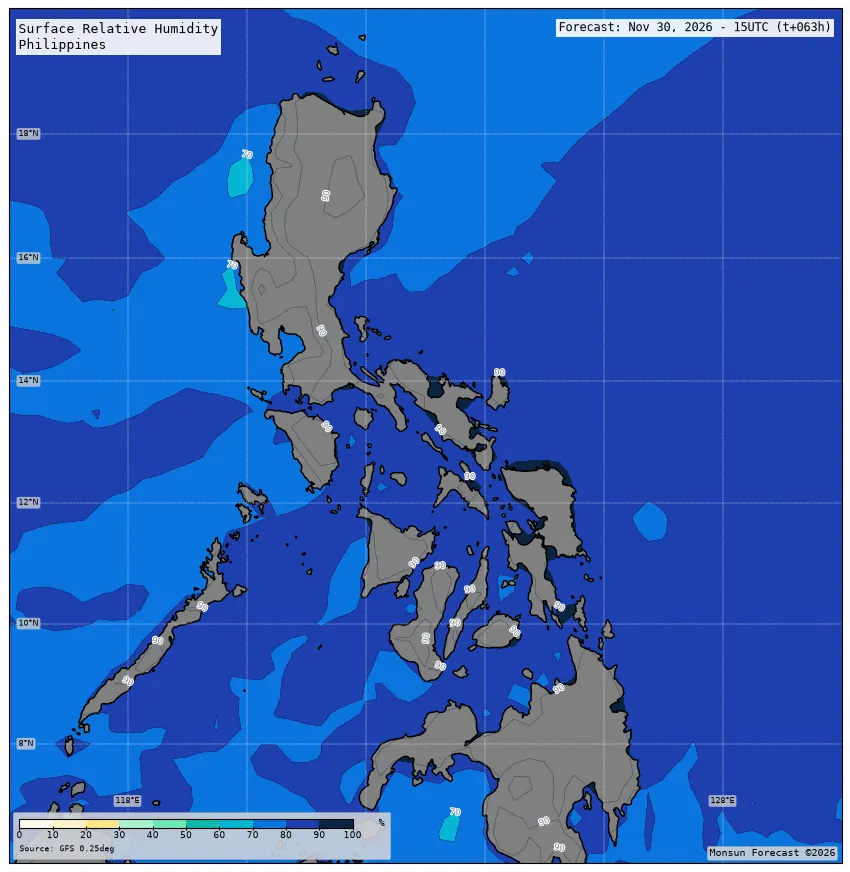 Surface Relative Humidity
Philippines
Forecast: Nov 30, 2026 - 15UTC (t+063h)
18°N
70
90
16°N
70
90
14°N
90
90
90
12°N
90
90
90
90
10°N
90
90
90
90
90
90
90
90
90
8°N
118°E
128°E
70
90
90
0 10 20 30 40 50 60 70 80 90 100 %
Source: GFS 0.25deg
Monsun Forecast ©2026